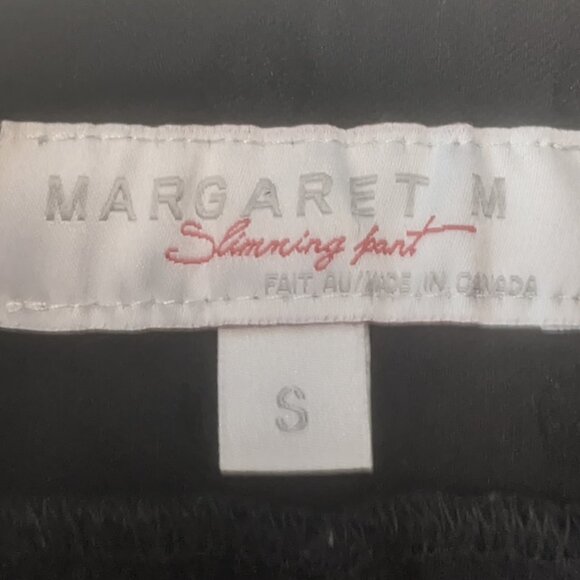 MARGARET M
Slimming pant
FAIT AU/MADE IN CANADA
S